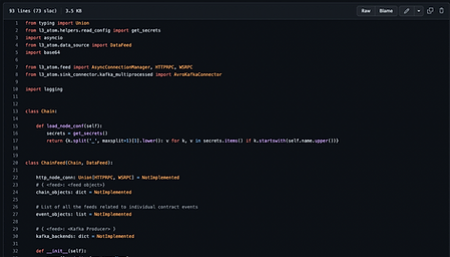 93 lines (73 sloc) 3.5 KB
Raw Blame
1 from typing import Union
2 from l3_atom.helpers.read_config import get_secrets
3 import asyncio
4 from l3_atom.data_source import DataFeed
5 import base64
6
7 from l3_atom.feed import AsyncConnectionManager, HTTPRPC, WSRPC
8 from l3_atom.sink_connector.kafka_multiprocessed import
9
10 import logging
11
12
13 class Chain:
14
15 def load_node_conf(self):
16 secrets = get_secrets()
17 return {k.split('_', maxsplit=1)[1].lower(): v for k, v in secrets.items() if k.startswith(self.name.upper())}
18
19
20 class ChainFeed(Chain, DataFeed):
21
22 http_node_conn: Union[HTTPRPC, WSRPC] = NotImplemented
23 # { <feed>: <feed object>}
24 chain_objects: dict = NotImplemented
25
26 # List of all the feeds related to individual contract events
27 event_objects: list = NotImplemented
28
29 # { <feed>: <Kafka Producer> }
30 kafka_backends: dict = NotImplemented
31
32 def __init__(self):